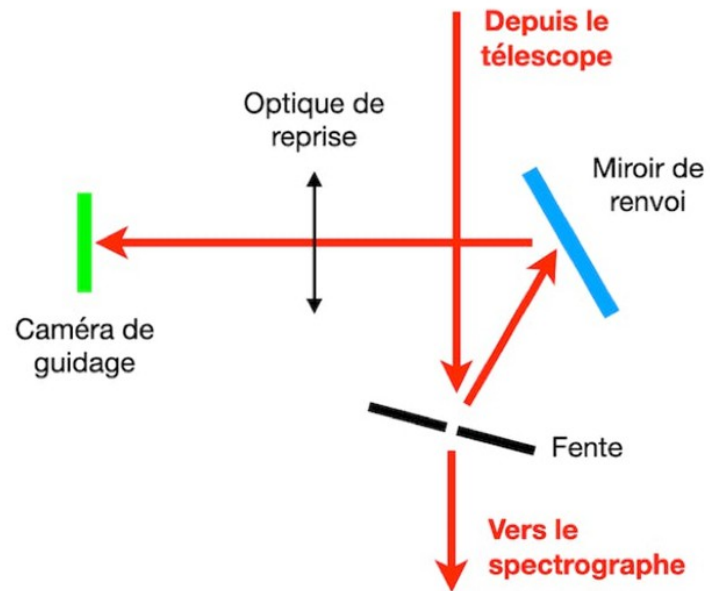 Depuis le
télescope
Optique de
reprise
Miroir de
renvoi
Caméra de
guidage
Fente
Vers le
spectrographe